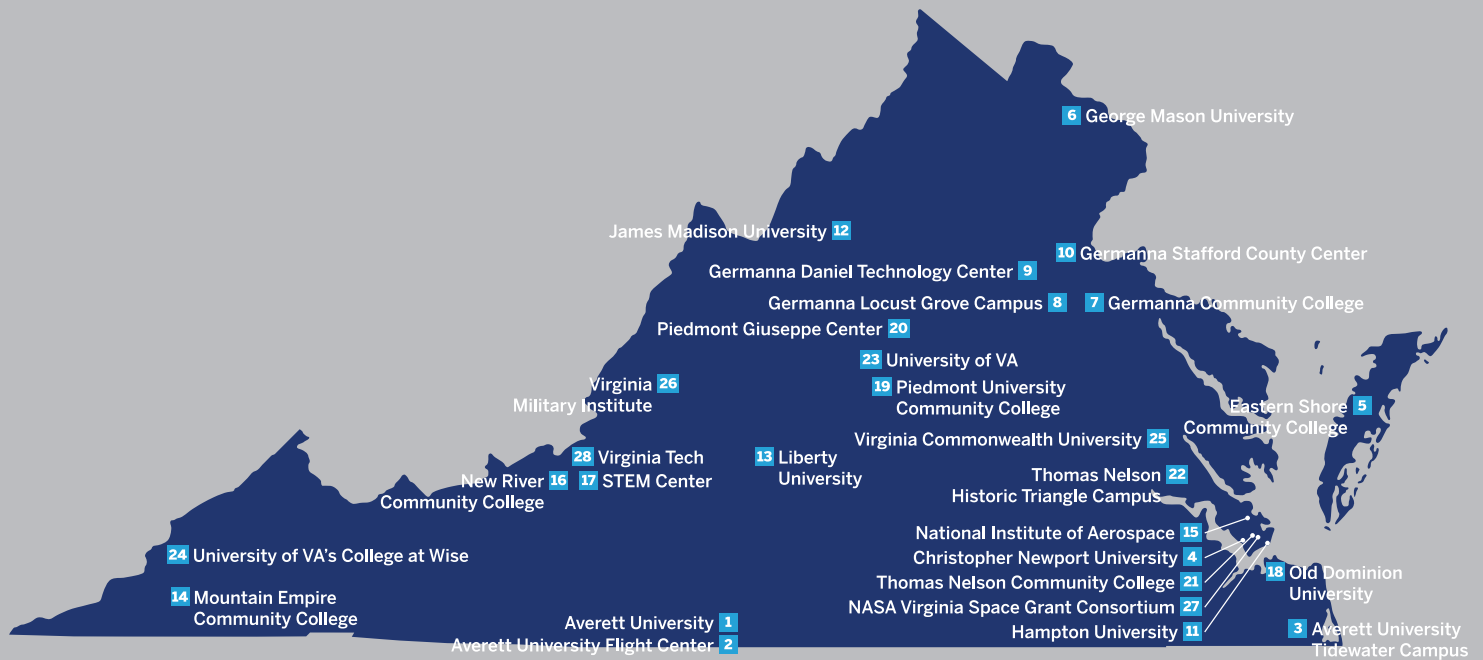 6 George Mason University
James Madison University 12
10 Germanna Stafford County Center
Germanna Daniel Technology Center 9
Germanna Locust Grove Campus 8
7 Germanna Community College
Piedmont Giuseppe Center 20
23 University of VA
Virginia 26
Military Institute
19 Piedmont University
Community College
Eastern Shore 5
Community College
Virginia Commonwealth University 25
28 Virginia Tech
13 Liberty
University
New River 16
Community College
17 STEM Center
Thomas Nelson 22
Historic Triangle Campus
National Institute of Aerospace 15
24 University of VA's College at Wise
Christopher Newport University 4
Thomas Nelson Community College 21
18 Old Dominion
University
14 Mountain Empire
Community College
NASA Virginia Space Grant Consortium 27
Averett University 1
Hampton University 11
3 Averett University
Tidewater Campus
Averett University Flight Center 2